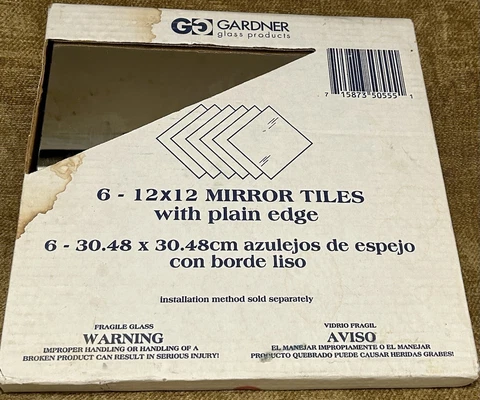 GG GARDNER
glass products
7 15873 50555 1
6 - 12x12 MIRROR TILES
with plain edge
6 - 30.48 x 30.48cm azulejos de espejo
con borde liso
installation method sold separately
FRAGILE GLASS
WARNING
IMPROPER HANDLING OR HANDLING OF A
BROKEN PRODUCT CAN RESULT IN SERIOUS INJURY!
VIDRIO FRAGIL
AVISO
EL MANEJAR IMPROPIAMENTE O EL MANEJAR
PRODUCTO QUEBRADO PUEDE CAUSAR HERIDAS GRABES!